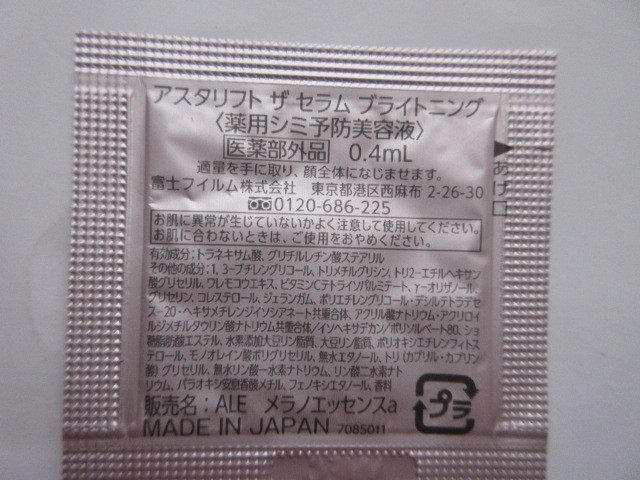 アスタリフト ザ セラム ブライトニング
〈薬用シミ予防美容液〉
医薬部外品 0.4mL
適量を手に取り、顔全体になじませます。
富士フイルム株式会社 東京都港区西麻布 2-26-30
0120-686-225
お肌に異常が生じていないかよく注意して使用してください。
お肌に合わないときは、ご使用をおやめください。
有効成分:トラネキサム酸、グリチルレチン酸ステアリル
その他の成分:1,3-ブチレングリコール、トリメチルグリシン、トリ2-エチルヘキサン
酸グリセリル、ワレモコウエキス、ビタミンCテトライソパルミテート、γ-オリザノール、
グリセリン、コレステロール、ジェランガム、ポリエチレングリコール・デシルテトラデセ
ス-20・ヘキサメチレンジイソシアネート共重合体、アクリル酸ナトリウム・アクリロイ
ルジメチルタウリン酸ナトリウム共重合体/イソヘキサデカン/ポリソルベート80、ショ
糖脂肪酸エステル、水素添加大豆リン脂質、大豆リン脂質、ポリオキシエチレンフィトス
テロール、モノオレイン酸ポリグリセリル、無水エタノール、トリ(カプリル・カプリン
酸)グリセリル、無水リン酸一水素ナトリウム、リン酸二水素ナト
リウム、パラオキシ安息香酸メチル、フェノキシエタノール、香料
販売名:ALE メラノエッセンスa
MADE IN JAPAN 7085011
プラ
あけ口